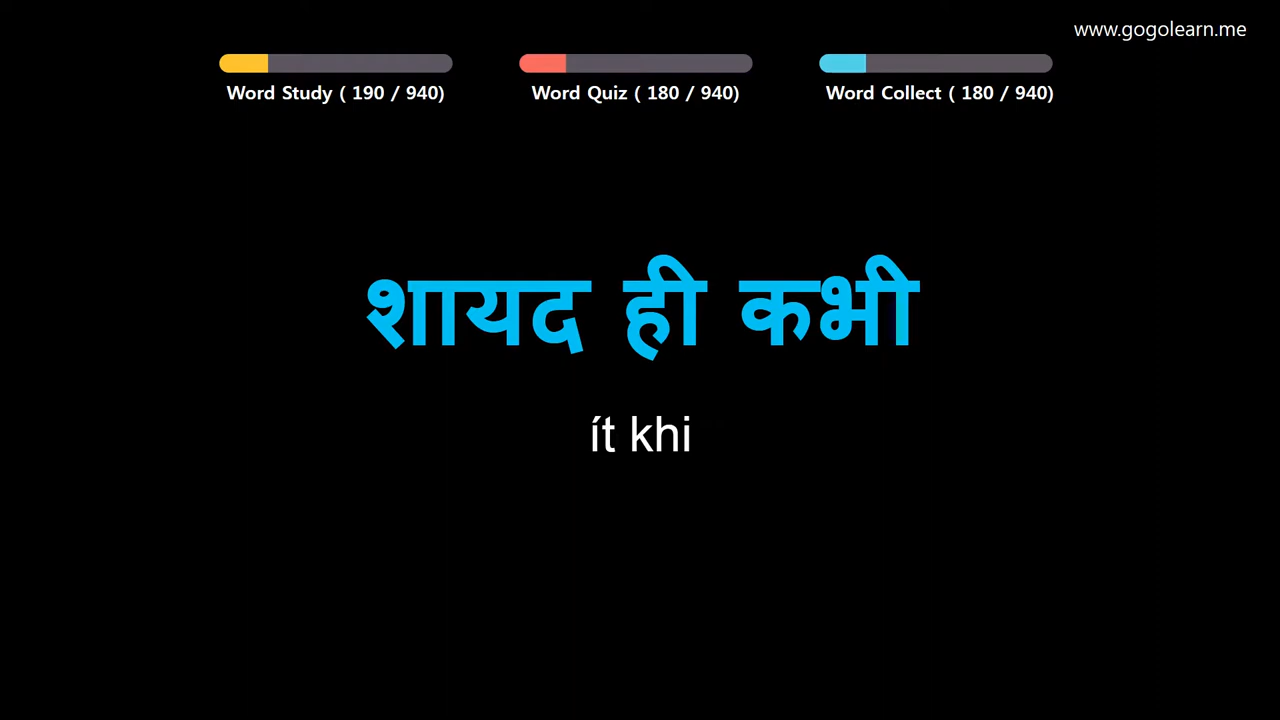 www.gogolearn.me
Word Study ( 190 / 940)
Word Quiz ( 180 / 940)
Word Collect ( 180 / 940)
शायद ही कभी
ít khi